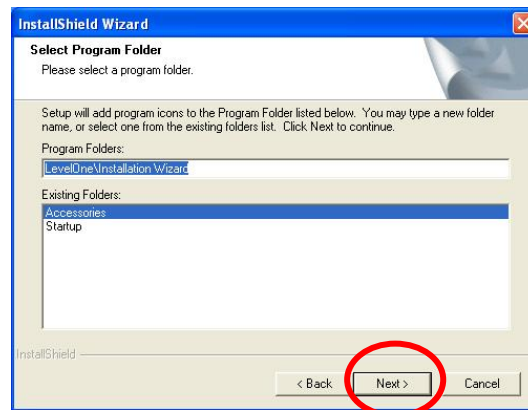 InstallShield Wizard
Select Program Folder
Please select a program folder.
Setup will add program icons to the Program Folder listed below. You may type a new folder
name, or select one from the existing folders list. Click Next to continue.
Program Folders:
LevelOne\Installation Wizard
Existing Folders:
Accessories
Startup
InstallShield
< Back Next > Cancel